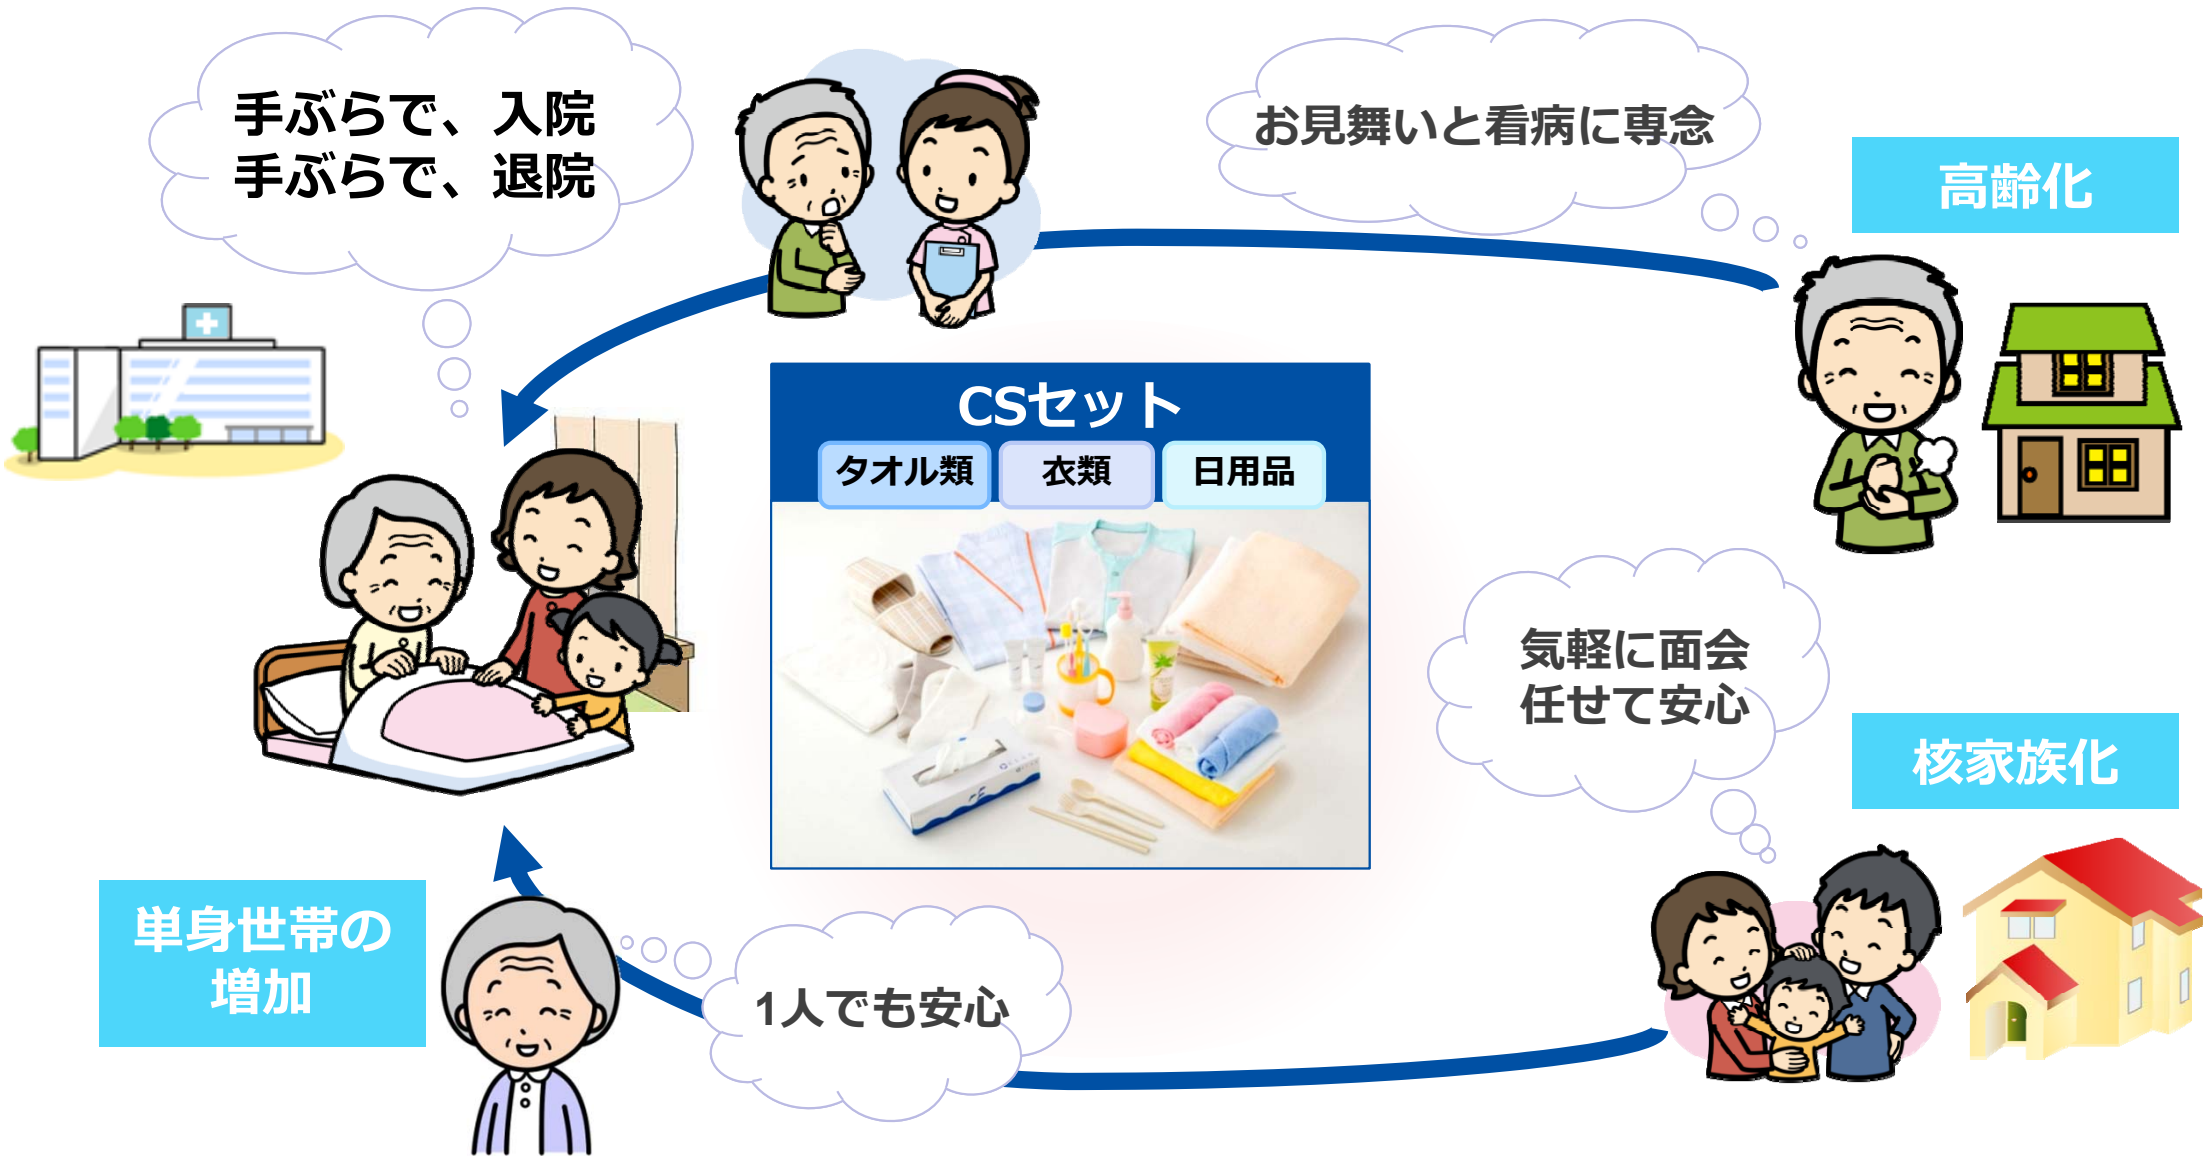 手ぶらで、入院
手ぶらで、退院
お見舞いと看病に専念
高齢化
CSセット
タオル類
衣類
日用品
気軽に面会
任せて安心
核家族化
単身世帯の
増加
1人でも安心